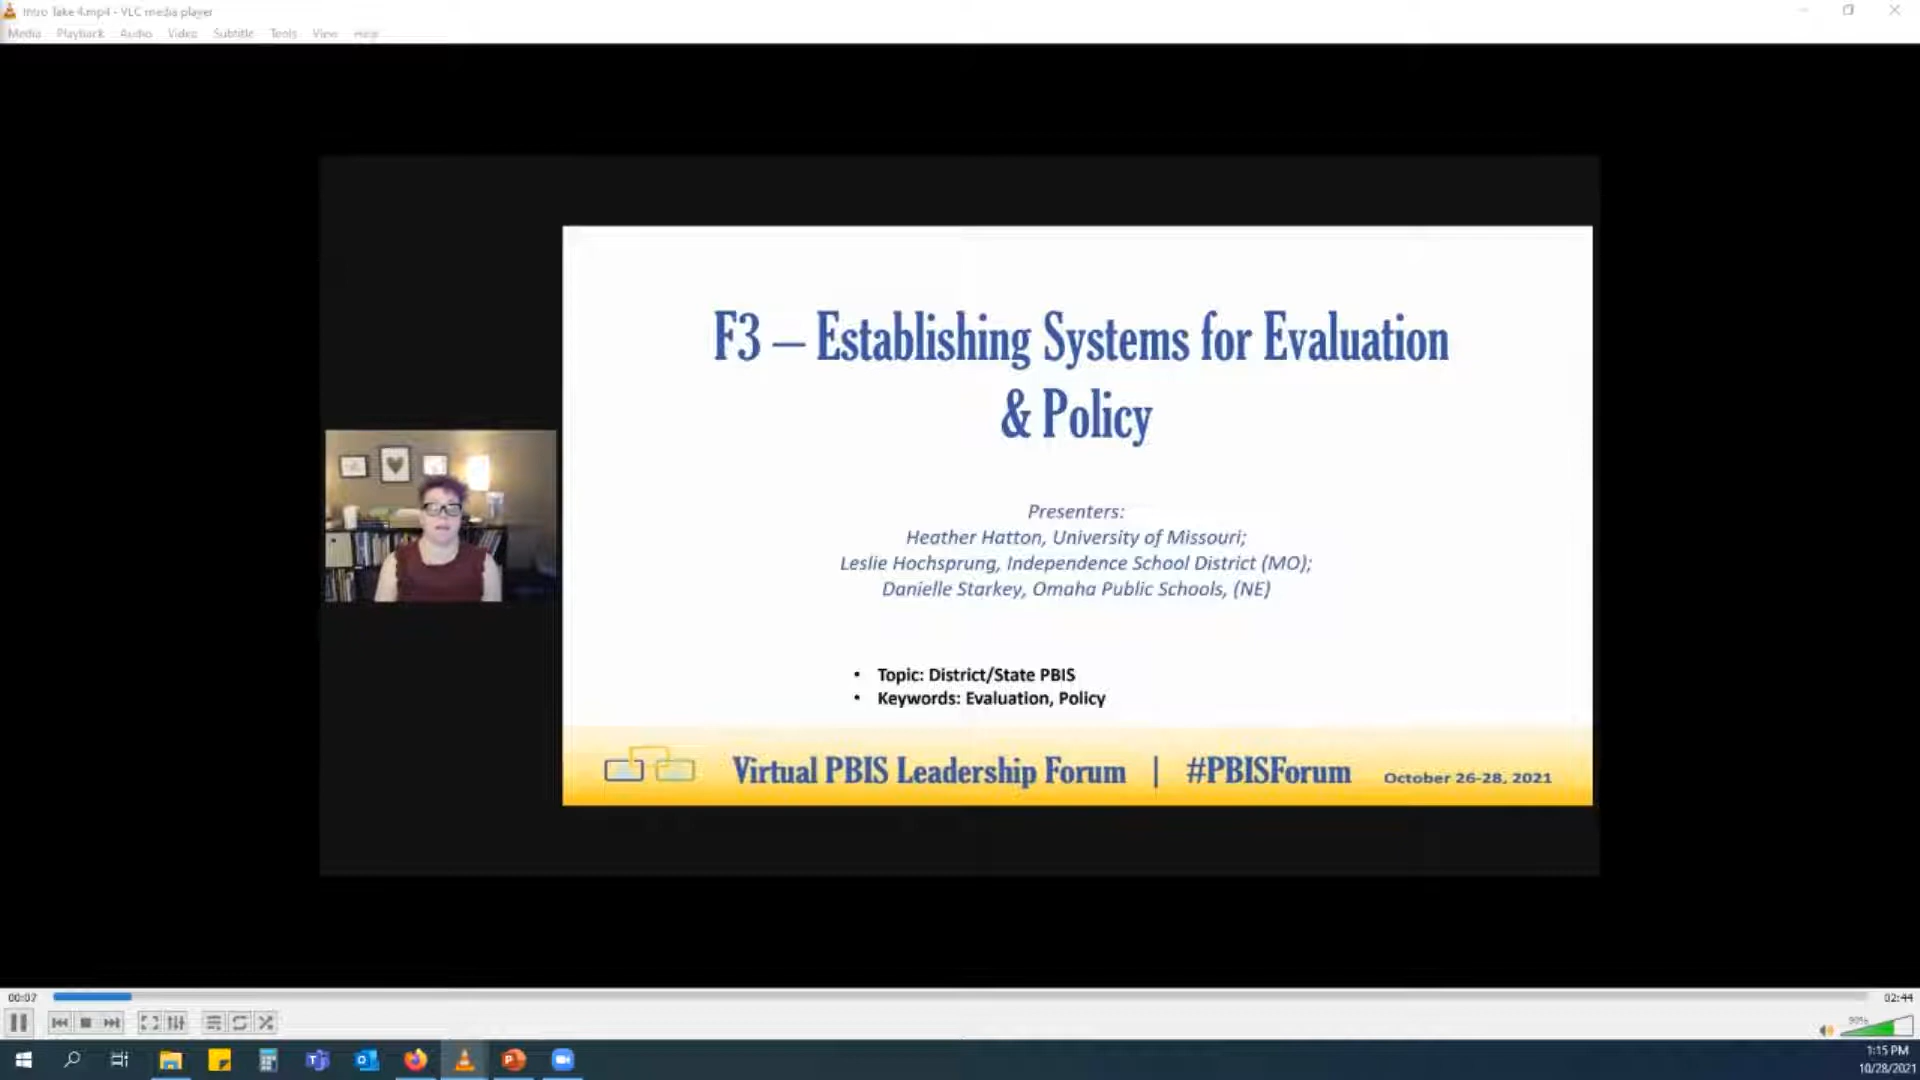 Intro Take 4.mp4 - VLC media player
Media Playback Audio Video Subtitle Tools View Help
F3 – Establishing Systems for Evaluation
& Policy
Presenters:
Heather Hatton, University of Missouri;
Leslie Hochsprung, Independence School District (MO);
Danielle Starkey, Omaha Public Schools, (NE)
• Topic: District/State PBIS
• Keywords: Evaluation, Policy
Virtual PBIS Leadership Forum | #PBISForum October 26-28, 2021
00:07
02:44
90%
1:15 PM
10/28/2021